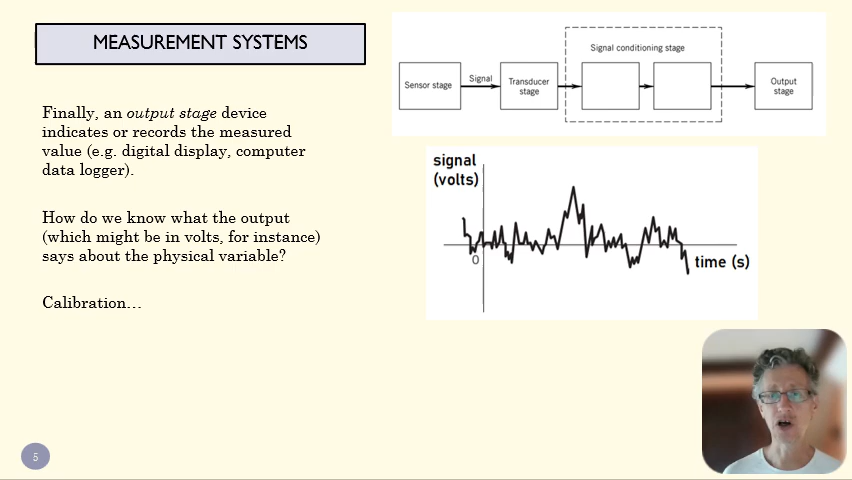 MEASUREMENT SYSTEMS
Finally, an output stage device
indicates or records the measured
value (e.g. digital display, computer
data logger).
How do we know what the output
(which might be in volts, for instance)
says about the physical variable?
Calibration…
5
Signal conditioning stage
Sensor stage
Signal
Transducer
stage
Output
stage
signal
(volts)
0
time (s)